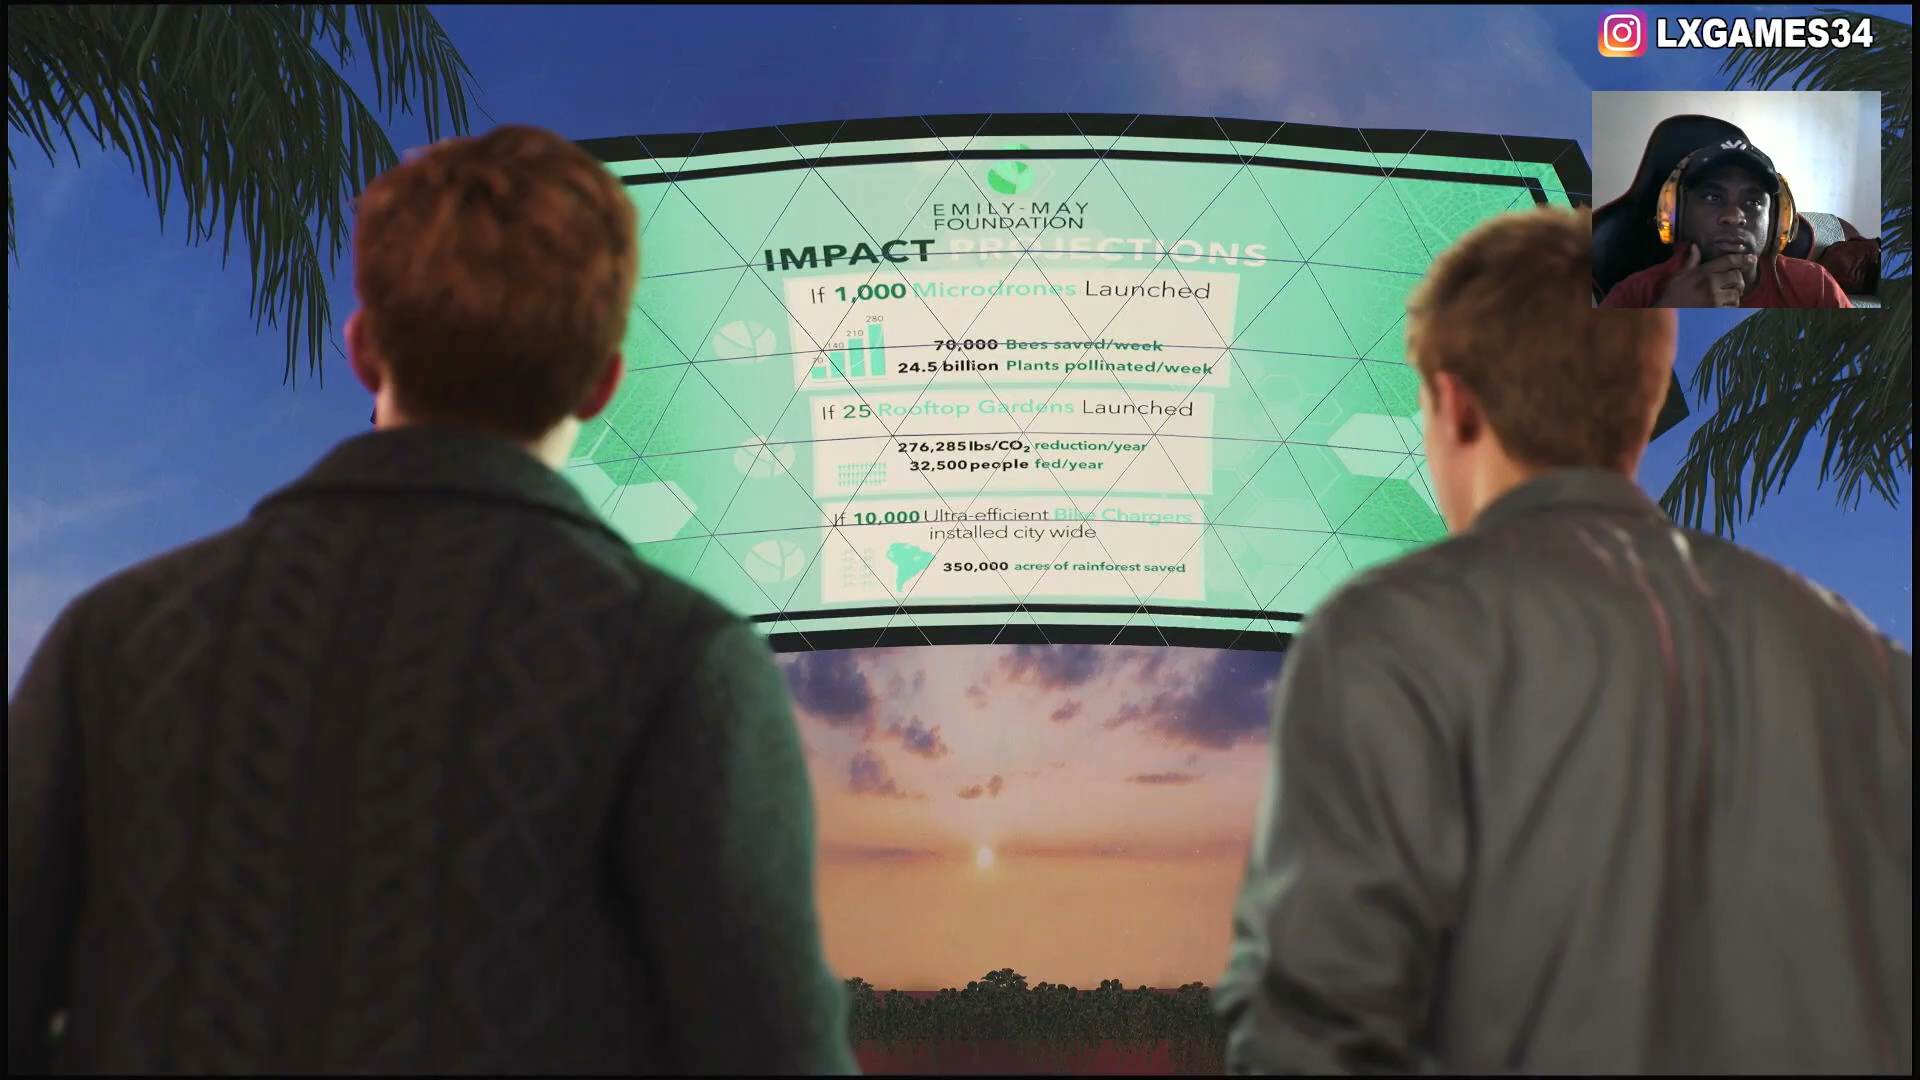 LXGAMES34
EMILY-MAY
FOUNDATION
IMPACT PROJECTIONS
If 1,000 Microdrones Launched
280
210
140
70
70,000 Bees saved/week
24.5 billion Plants pollinated/week
If 25 Rooftop Gardens Launched
276,285 lbs/CO₂ reduction/year
32,500 people fed/year
If 10,000 Ultra-efficient Bike Chargers
installed city wide
350,000 acres of rainforest saved